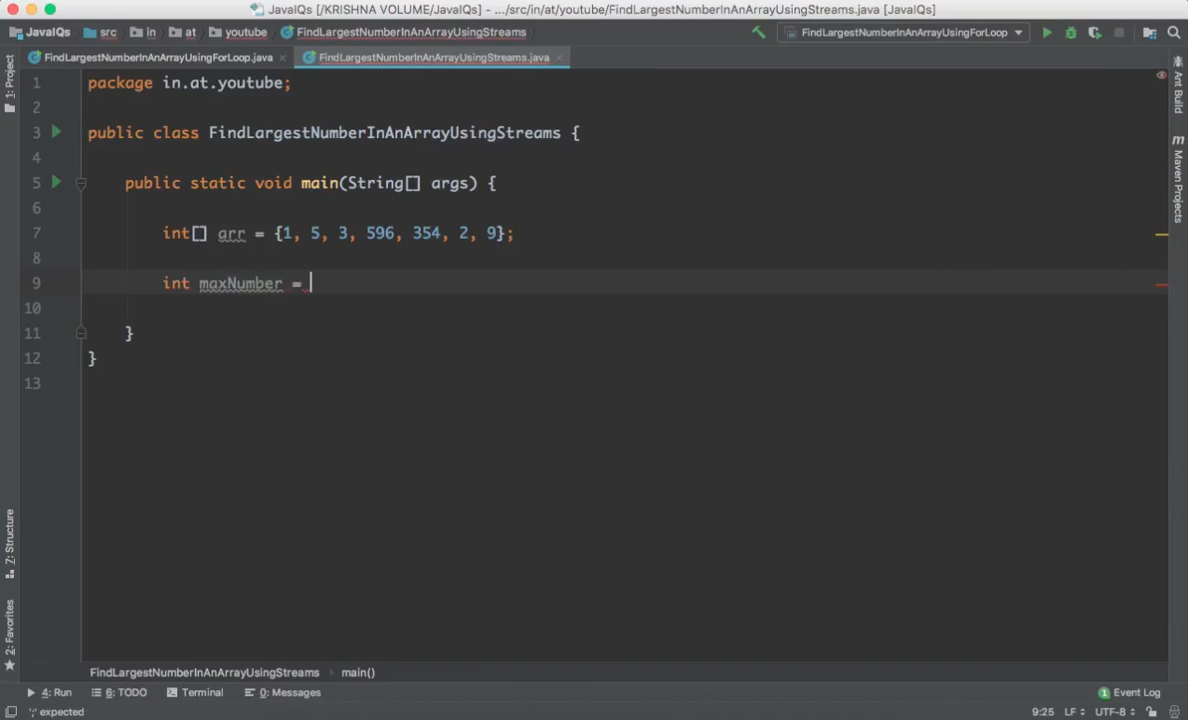 JavaIQs [/KRISHNA VOLUME/JavaIQs] - .../src/in/at/youtube/FindLargestNumberInAnArrayUsingStreams.java [JavaIQs]
JavaIQs src in at youtube FindLargestNumberInAnArrayUsingStreams FindLargestNumberInAnArrayUsingForLoop
FindLargestNumberInAnArrayUsingForLoop.java FindLargestNumberInAnArrayUsingStreams.java
1: Project
Ant Build
Maven Projects
1 package in.at.youtube;
2
3 public class FindLargestNumberInAnArrayUsingStreams {
4
5 public static void main(String[] args) {
6
7 int[] arr = {1, 5, 3, 596, 354, 2, 9};
8
9 int maxNumber =
10
11 }
12 }
13
7: Structure
2: Favorites
FindLargestNumberInAnArrayUsingStreams main()
4: Run 6: TODO Terminal 0: Messages 1 Event Log
';' expected 9:25 LF UTF-8